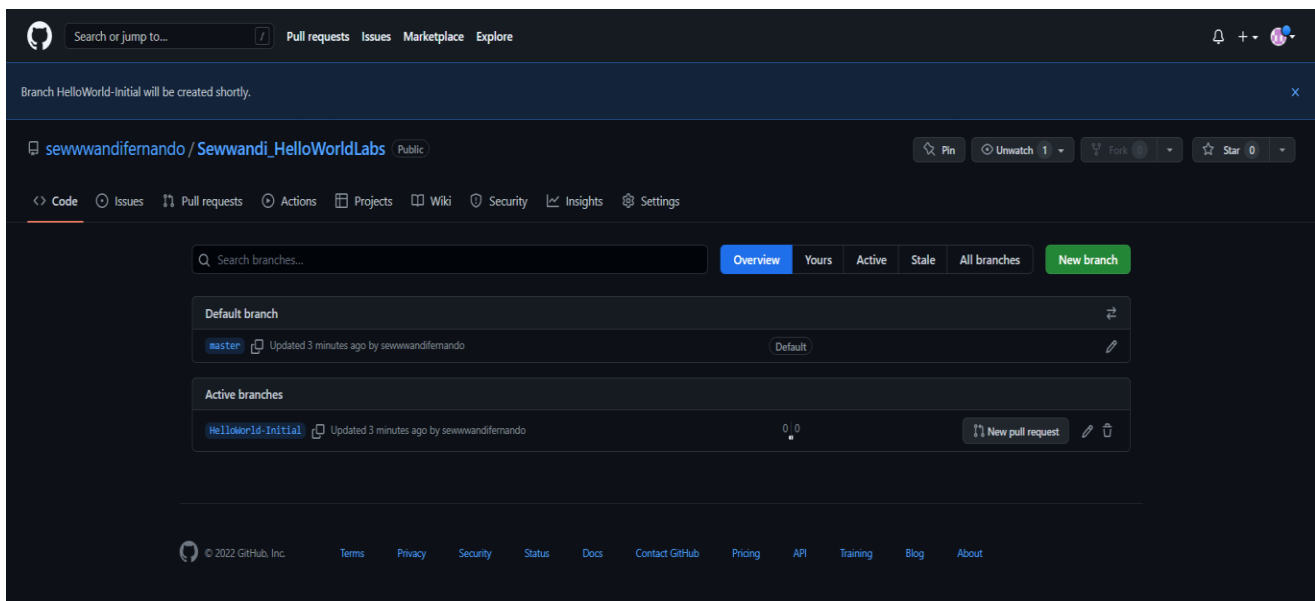 Search or jump to... / Pull requests Issues Marketplace Explore
Branch HelloWorld-Initial will be created shortly.
sewwwandifernando / Sewwandi_HelloWorldLabs Public Pin Unwatch 1 Fork 0 Star 0
Code Issues Pull requests Actions Projects Wiki Security Insights Settings
Search branches... Overview Yours Active Stale All branches New branch
Default branch
master Updated 3 minutes ago by sewwwandifernando Default
Active branches
HelloWorld-Initial Updated 3 minutes ago by sewwwandifernando 0 0 New pull request
© 2022 GitHub, Inc. Terms Privacy Security Status Docs Contact GitHub Pricing API Training Blog About